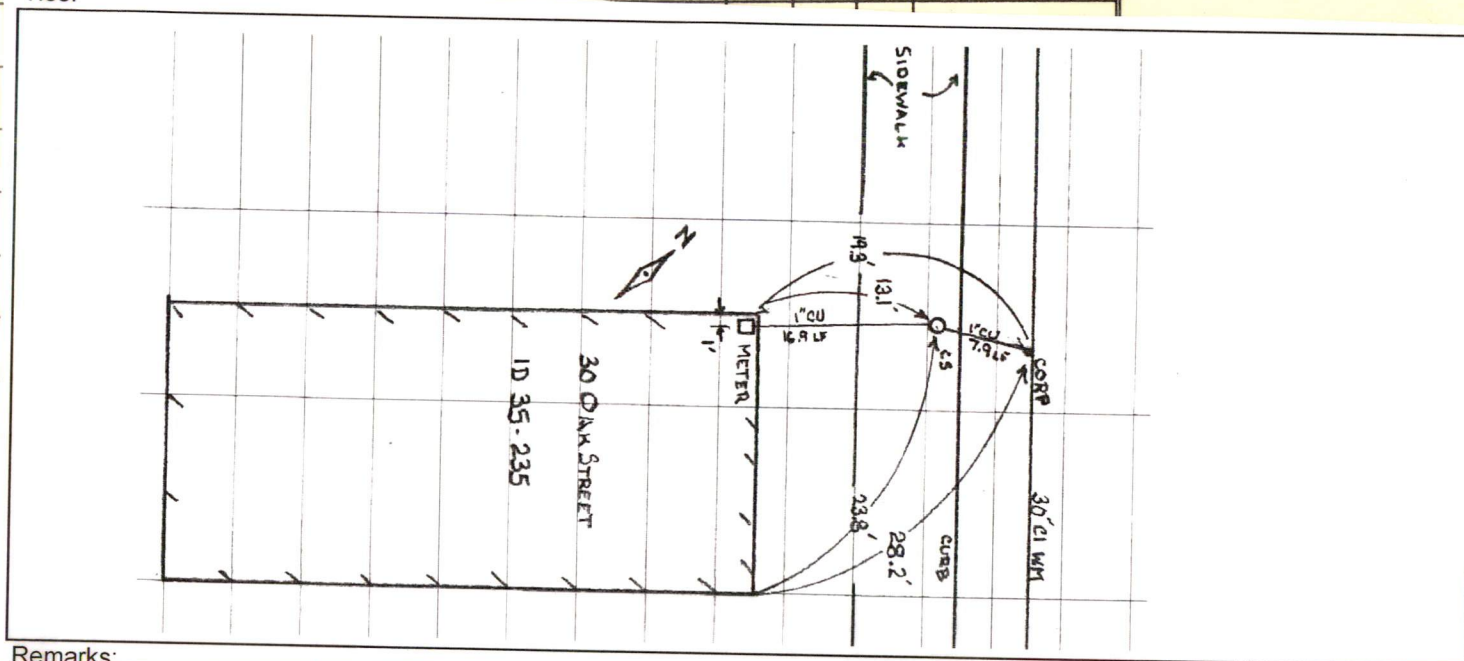 SIDEWALK
N
19.3'
13.1'
1" CU
16.9 LF
1" CU
7.9 LF
CS
CORP
1'
METER
30 OAK STREET
ID 35-235
23.8'
28.2'
CURB
30" CI WM
Remarks: